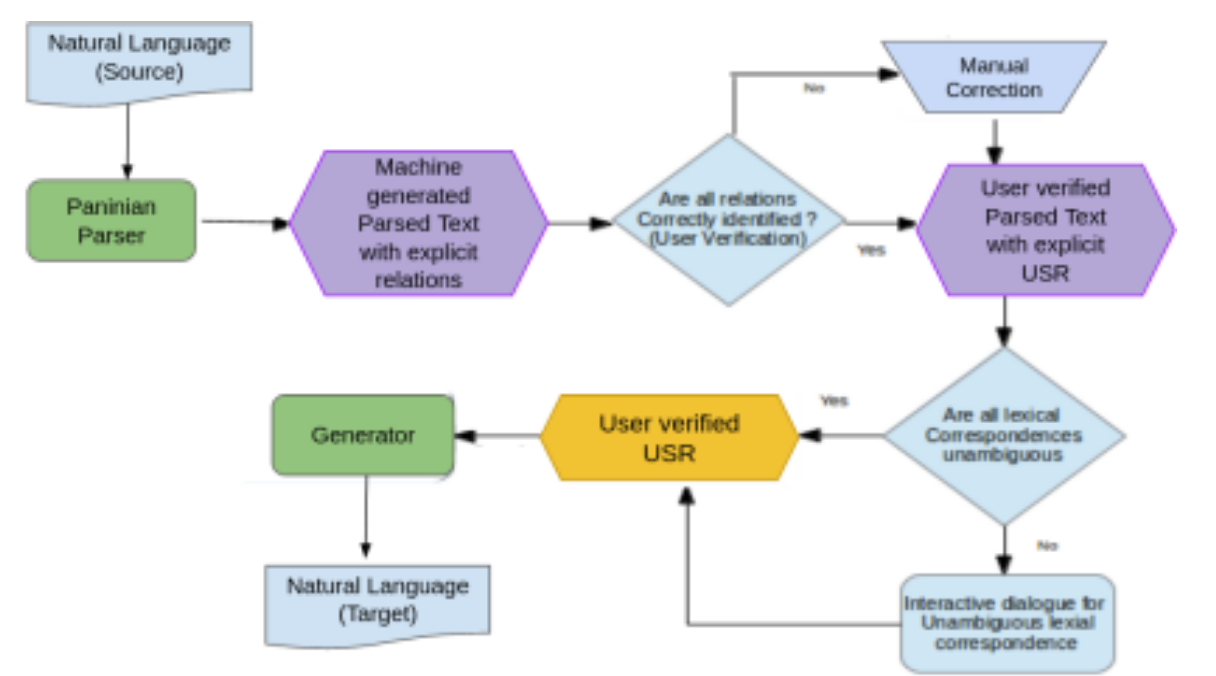 Natural Language
(Source)
Paninian
Parser
Machine
generated
Parsed Text
with explicit
relations
Are all relations
Correctly identified ?
(User Verification)
No
Yes
Manual
Correction
User verified
Parsed Text
with explicit
USR
Are all lexical
Correspondences
unambiguous
Yes
No
Interactive dialogue for
Unambiguous lexial
correspondence
User verified
USR
Generator
Natural Language
(Target)